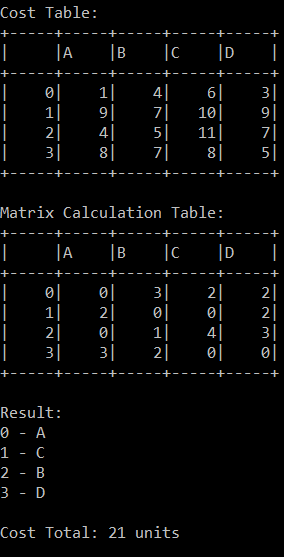 Cost Table:
+-----+-----+-----+-----+-----+
|     |A    |B    |C    |D    |
+-----+-----+-----+-----+-----+
|    0|    1|    4|    6|    3|
|    1|    9|    7|   10|    9|
|    2|    4|    5|   11|    7|
|    3|    8|    7|    8|    5|
+-----+-----+-----+-----+-----+
Matrix Calculation Table:
+-----+-----+-----+-----+-----+
|     |A    |B    |C    |D    |
+-----+-----+-----+-----+-----+
|    0|    0|    3|    2|    2|
|    1|    2|    0|    0|    2|
|    2|    0|    1|    4|    3|
|    3|    3|    2|    0|    0|
+-----+-----+-----+-----+-----+
Result:
0 - A
1 - C
2 - B
3 - D
Cost Total: 21 units